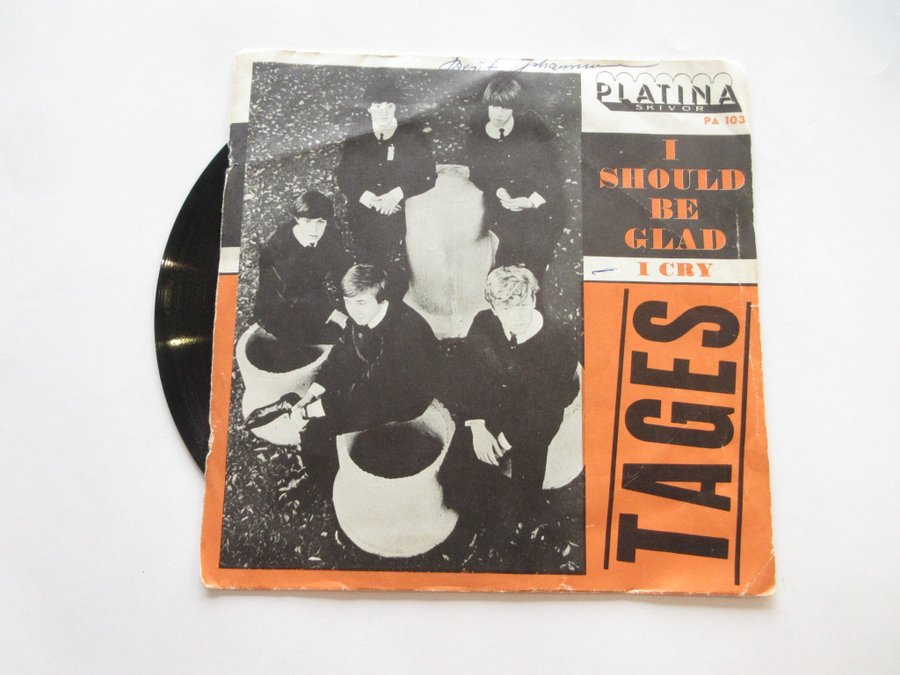 PLATINA
SKIVOR
PA 103
I
SHOULD
BE
GLAD
I CRY
TAGES